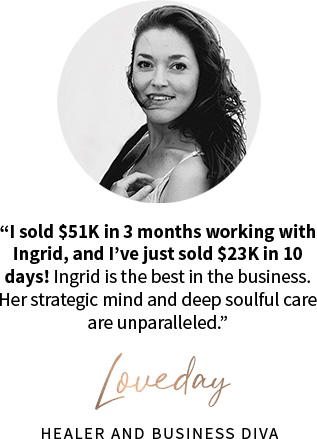 “I sold $51K in 3 months working with
Ingrid, and I’ve just sold $23K in 10
days! Ingrid is the best in the business.
Her strategic mind and deep soulful care
are unparalleled.”
Loveday
HEALER AND BUSINESS DIVA